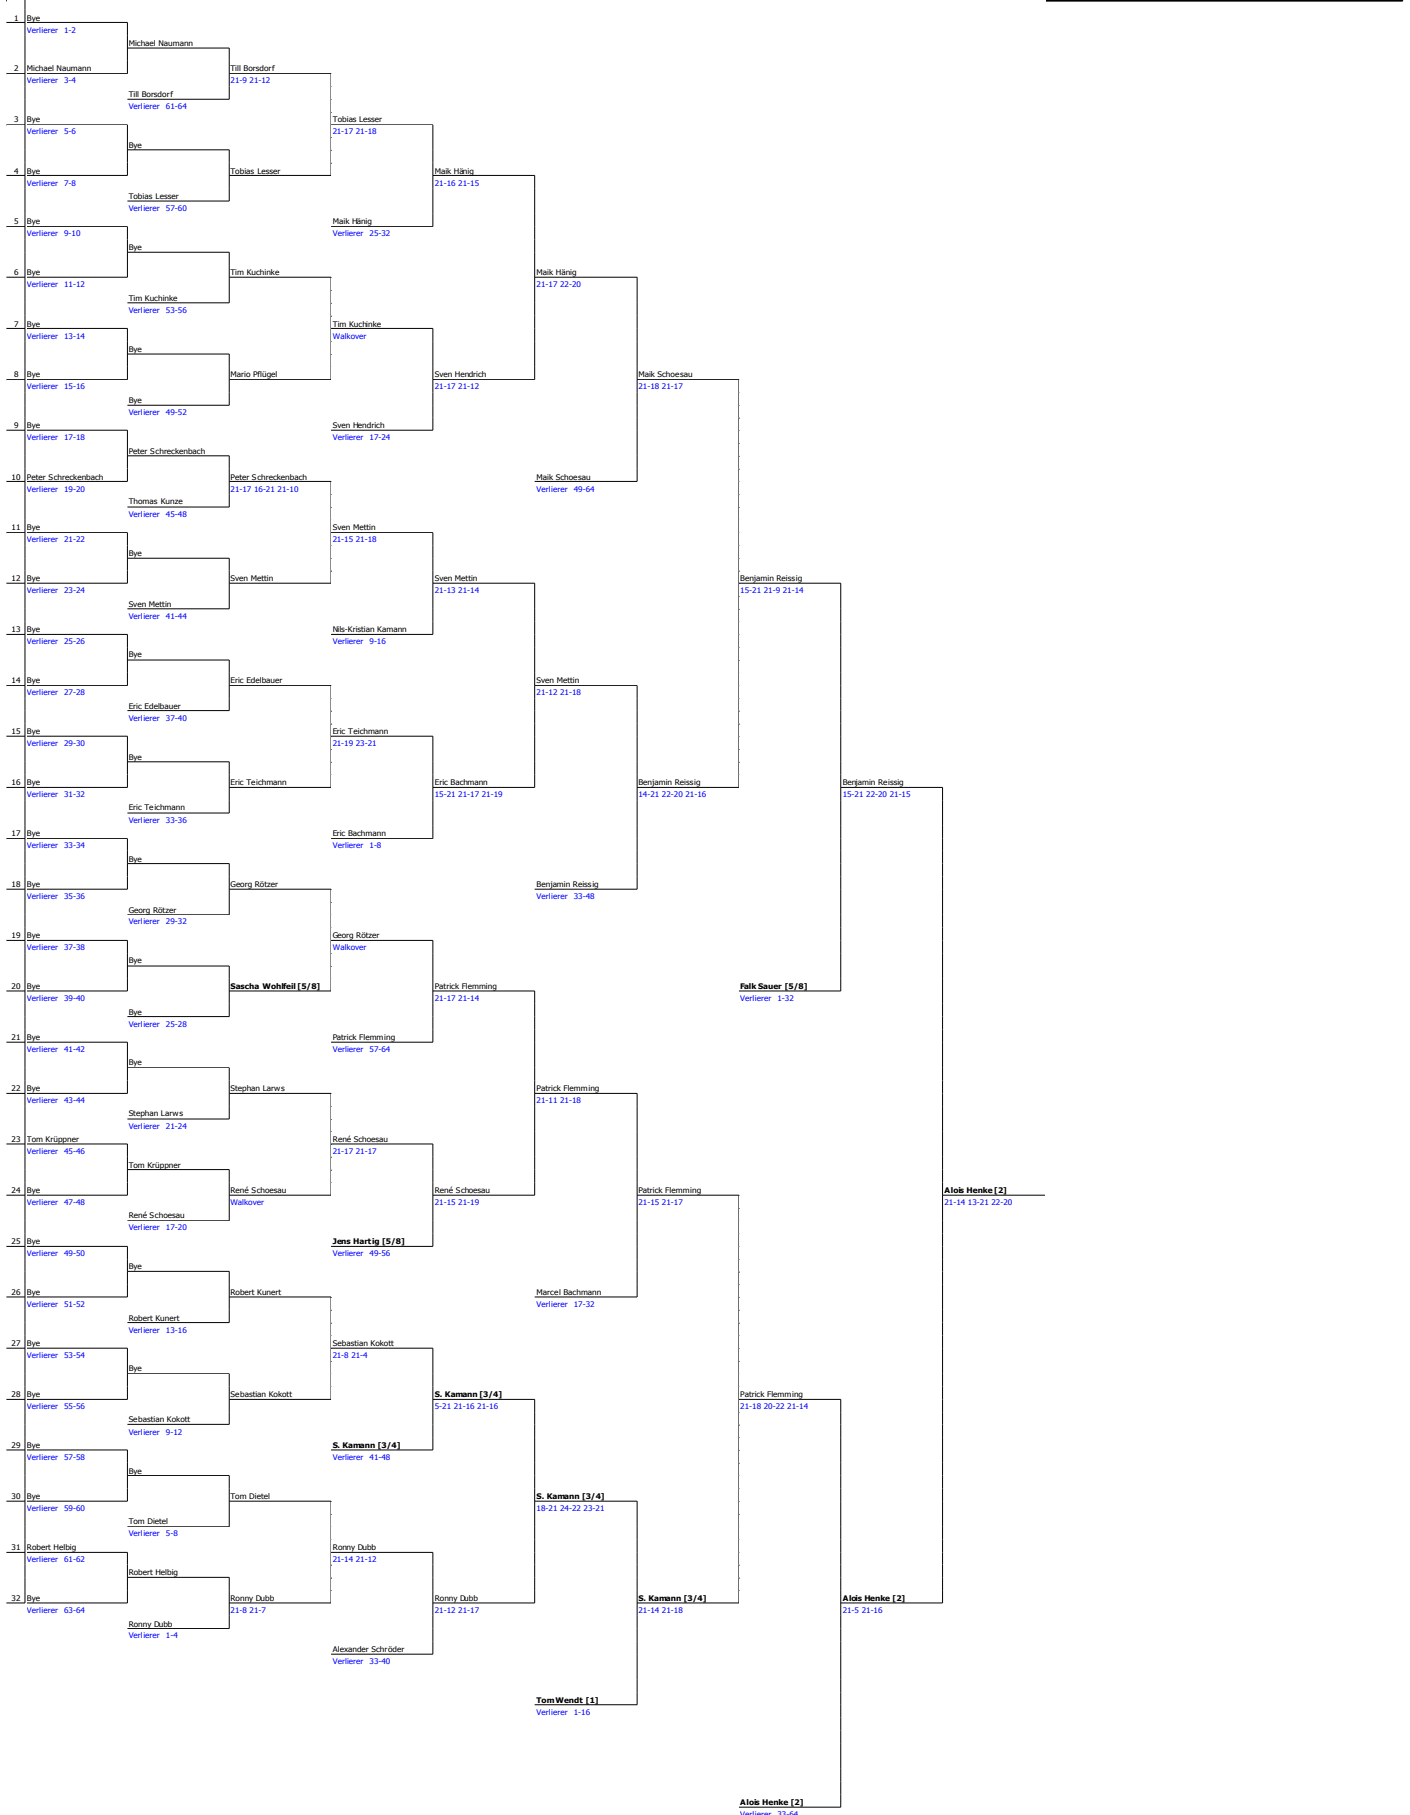 1 Bye
Verlierer 1-2
Michael Naumann
2 Michael Naumann Till Borsdorf
Verlierer 3-4 21-9 21-12
Till Borsdorf
Verlierer 61-64
3 Bye Tobias Lesser
Verlierer 5-6 21-17 21-18
Bye
4 Bye Tobias Lesser Maik Hänig
Verlierer 7-8 21-16 21-15
Tobias Lesser
Verlierer 57-60
5 Bye Maik Hänig
Verlierer 9-10 Verlierer 25-32
Bye
6 Bye Tim Kuchinke Maik Hänig
Verlierer 11-12 21-17 22-20
Tim Kuchinke
Verlierer 53-56
7 Bye Tim Kuchinke
Verlierer 13-14 Walkover
Bye
8 Bye Mario Pflügel Sven Hendrich Maik Schoesau
Verlierer 15-16 21-17 21-12 21-18 21-17
Bye
Verlierer 49-52
9 Bye Sven Hendrich
Verlierer 17-18 Verlierer 17-24
Peter Schreckenbach
10 Peter Schreckenbach Peter Schreckenbach Maik Schoesau
Verlierer 19-20 21-17 16-21 21-10 Verlierer 49-64
Thomas Kunze
Verlierer 45-48
11 Bye Sven Mettin
Verlierer 21-22 21-15 21-18
Bye
12 Bye Sven Mettin Sven Mettin Benjamin Reissig
Verlierer 23-24 21-13 21-14 15-21 21-9 21-14
Sven Mettin
Verlierer 41-44
13 Bye Nils-Kristian Kamann
Verlierer 25-26 Verlierer 9-16
Bye
14 Bye Eric Edelbauer Sven Mettin
Verlierer 27-28 21-12 21-18
Eric Edelbauer
Verlierer 37-40
15 Bye Eric Teichmann
Verlierer 29-30 21-19 23-21
Bye
16 Bye Eric Teichmann Eric Bachmann Benjamin Reissig Benjamin Reissig
Verlierer 31-32 15-21 21-17 21-19 14-21 22-20 21-16 15-21 22-20 21-15
Eric Teichmann
Verlierer 33-36
17 Bye Eric Bachmann
Verlierer 33-34 Verlierer 1-8
Bye
18 Bye Georg Rötzer Benjamin Reissig
Verlierer 35-36 Verlierer 33-48
Georg Rötzer
Verlierer 29-32
19 Bye Georg Rötzer
Verlierer 37-38 Walkover
Bye
20 Bye Sascha Wohlfeil [5/8] Patrick Flemming Falk Sauer [5/8]
Verlierer 39-40 21-17 21-14 Verlierer 1-32
Bye
Verlierer 25-28
21 Bye Patrick Flemming
Verlierer 41-42 Verlierer 57-64
Bye
22 Bye Stephan Larws Patrick Flemming
Verlierer 43-44 21-11 21-18
Stephan Larws
Verlierer 21-24
23 Tom Krüppner René Schoesau
Verlierer 45-46 21-17 21-17
Tom Krüppner
24 Bye René Schoesau René Schoesau Patrick Flemming Alois Henke [2]
Verlierer 47-48 Walkover 21-15 21-19 21-15 21-17 21-14 13-21 22-20
René Schoesau
Verlierer 17-20
25 Bye Jens Hartig [5/8]
Verlierer 49-50 Verlierer 49-56
Bye
26 Bye Robert Kunert Marcel Bachmann
Verlierer 51-52 Verlierer 17-32
Robert Kunert
Verlierer 13-16
27 Bye Sebastian Kokott
Verlierer 53-54 21-8 21-4
Bye
28 Bye Sebastian Kokott S. Kamann [3/4] Patrick Flemming
Verlierer 55-56 5-21 21-16 21-16 21-18 20-22 21-14
Sebastian Kokott
Verlierer 9-12
29 Bye S. Kamann [3/4]
Verlierer 57-58 Verlierer 41-48
Bye
30 Bye Tom Dietel S. Kamann [3/4]
Verlierer 59-60 18-21 24-22 23-21
Tom Dietel
Verlierer 5-8
31 Robert Helbig Ronny Dubb
Verlierer 61-62 21-14 21-12
Robert Helbig
32 Bye Ronny Dubb Ronny Dubb S. Kamann [3/4] Alois Henke [2]
Verlierer 63-64 21-8 21-7 21-12 21-17 21-14 21-18 21-5 21-16
Ronny Dubb
Verlierer 1-4
Alexander Schröder
Verlierer 33-40
Tom Wendt [1]
Verlierer 1-16
Alois Henke [2]
Verlierer 33-64